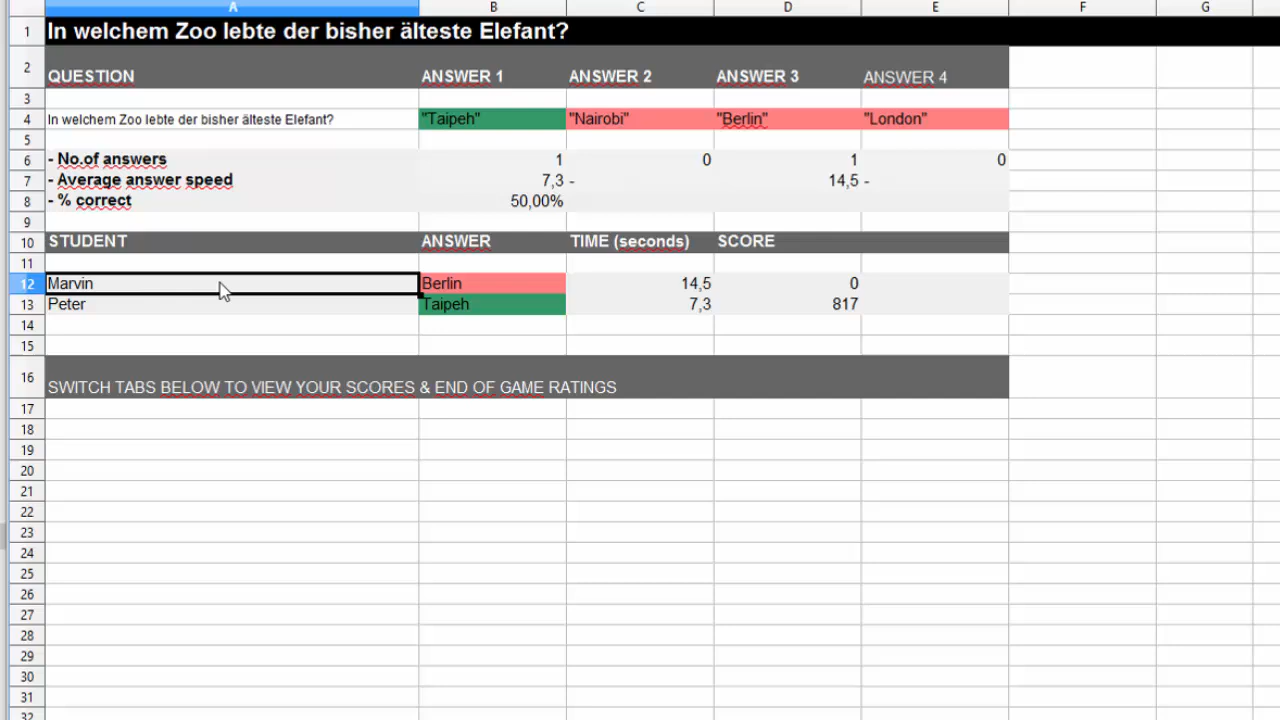 A B C D E F G
1 In welchem Zoo lebte der bisher älteste Elefant?
2 QUESTION ANSWER 1 ANSWER 2 ANSWER 3 ANSWER 4
3
4 In welchem Zoo lebte der bisher älteste Elefant? "Taipeh" "Nairobi" "Berlin" "London"
5
6 - No.of answers 1 0 1 0
7 - Average answer speed 7,3 - 14,5 -
8 - % correct 50,00%
9
10 STUDENT ANSWER TIME (seconds) SCORE
11
12 Marvin Berlin 14,5 0
13 Peter Taipeh 7,3 817
14
15
16 SWITCH TABS BELOW TO VIEW YOUR SCORES & END OF GAME RATINGS
17
18
19
20
21
22
23
24
25
26
27
28
29
30
31
32